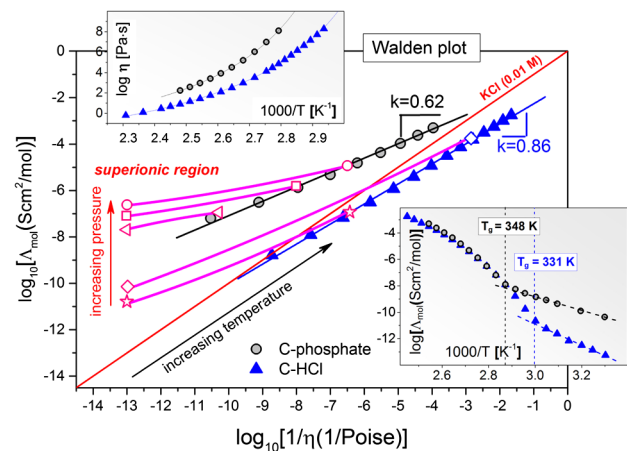 Walden plot
0
-2
-4
-6
-8
-10
-12
-14
log₁₀[Λmol(Scm²/mol)]
-14 -13 -12 -11 -10 -9 -8 -7 -6 -5 -4 -3 -2 -1 0
log₁₀[1/η(1/Poise)]
8
4
0
log η [Pa·s]
2.3 2.4 2.5 2.6 2.7 2.8 2.9
1000/T [K⁻¹]
KCl (0.01 M)
k=0.62
k=0.86
superionic region
increasing pressure
increasing temperature
C-phosphate
C-HCl
Tg = 348 K
Tg = 331 K
-4
-6
-8
-10
-12
log[Λmol(Scm²/mol)]
1000/T [K⁻¹]
2.6 2.8 3.0 3.2